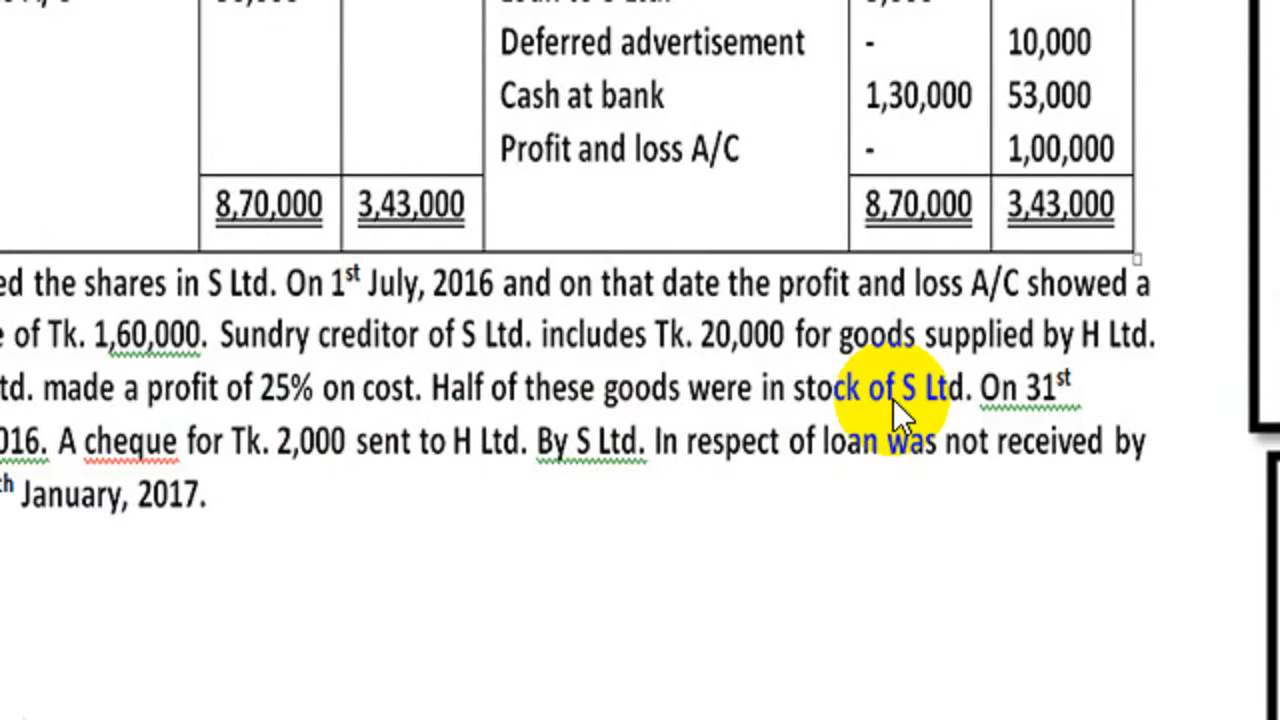 Deferred advertisement - 10,000
Cash at bank 1,30,000 53,000
Profit and loss A/C - 1,00,000
8,70,000 3,43,000 8,70,000 3,43,000
ed the shares in S Ltd. On 1st July, 2016 and on that date the profit and loss A/C showed a
e of Tk. 1,60,000. Sundry creditor of S Ltd. includes Tk. 20,000 for goods supplied by H Ltd.
td. made a profit of 25% on cost. Half of these goods were in stock of S Ltd. On 31st
016. A cheque for Tk. 2,000 sent to H Ltd. By S Ltd. In respect of loan was not received by
th January, 2017.